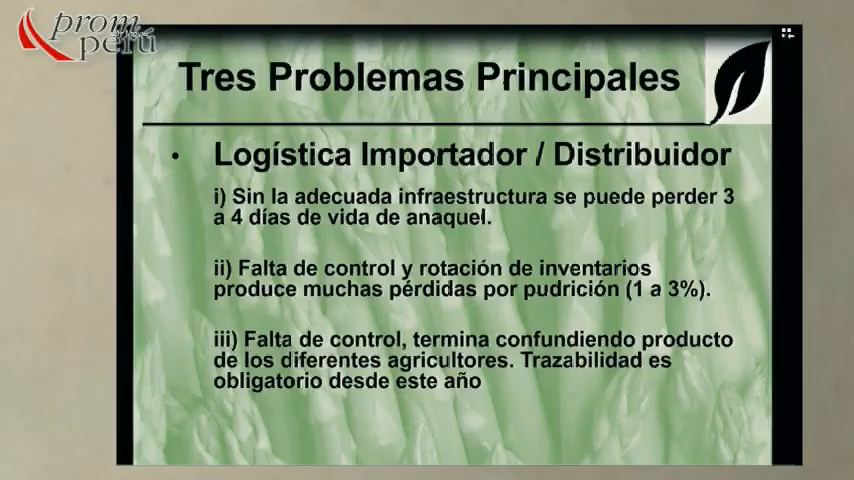 prom
perú
Tres Problemas Principales
• Logística Importador / Distribuidor
i) Sin la adecuada infraestructura se puede perder 3
a 4 días de vida de anaquel.
ii) Falta de control y rotación de inventarios
produce muchas pérdidas por pudrición (1 a 3%).
iii) Falta de control, termina confundiendo producto
de los diferentes agricultores. Trazabilidad es
obligatorio desde este año